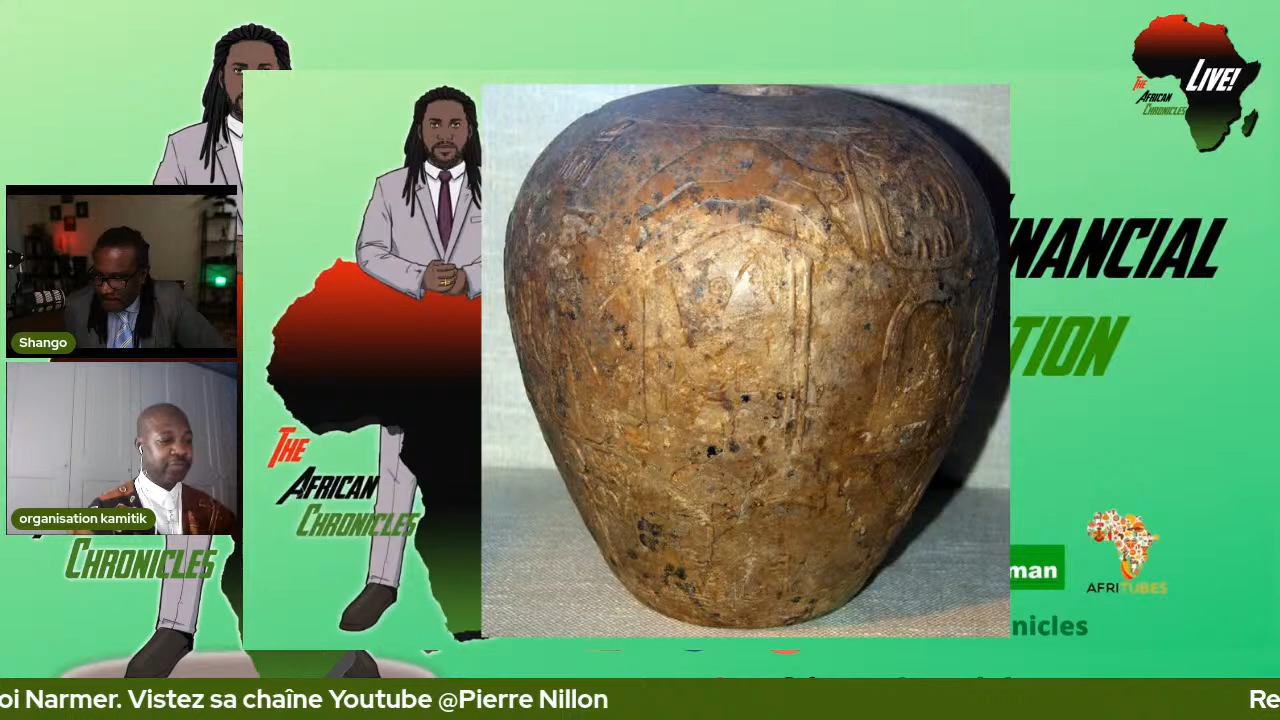 LIVE!
THE
AFRICAN
CHRONICLES
INANCIAL
TION
Shango
organisation kamitik
THE
AFRICAN
CHRONICLES
CHRONICLES
man
AFRITUBES
nicles
oi Narmer. Vistez sa chaîne Youtube @Pierre Nillon
Re